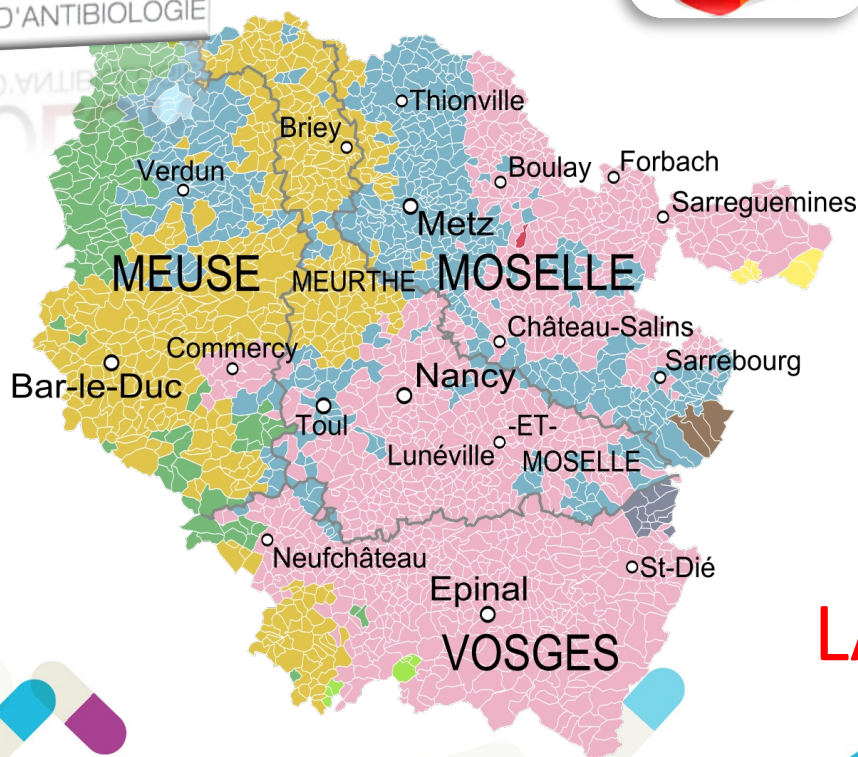 D'ANTIBIOLOGIE
Thionville
Briey
Boulay
Forbach
Verdun
Sarreguemines
Metz
MEUSE
MEURTHE
MOSELLE
Château-Salins
Commercy
Sarrebourg
Bar-le-Duc
Nancy
Toul
-ET-
Lunéville
MOSELLE
Neufchâteau
St-Dié
Epinal
LA
VOSGES